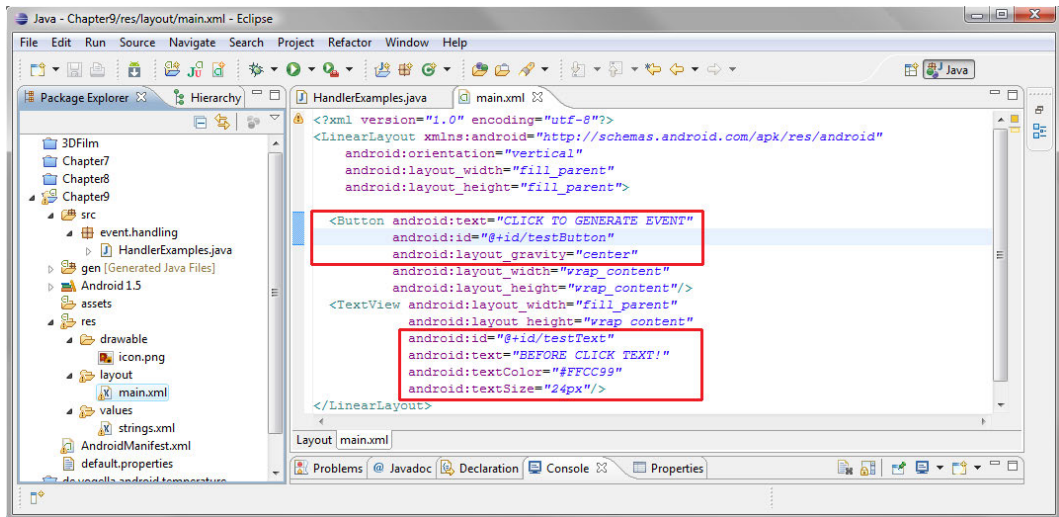 Java - Chapter9/res/layout/main.xml - Eclipse
File Edit Run Source Navigate Search Project Refactor Window Help
Java
Package Explorer Hierarchy
HandlerExamples.java main.xml
3DFilm
Chapter7
Chapter8
Chapter9
src
event.handling
HandlerExamples.java
gen [Generated Java Files]
Android 1.5
assets
res
drawable
icon.png
layout
main.xml
values
strings.xml
AndroidManifest.xml
default.properties
<?xml version="1.0" encoding="utf-8"?>
<LinearLayout xmlns:android="http://schemas.android.com/apk/res/android"
android:orientation="vertical"
android:layout_width="fill_parent"
android:layout_height="fill_parent">
<Button android:text="CLICK TO GENERATE EVENT"
android:id="@+id/testButton"
android:layout_gravity="center"
android:layout_width="wrap_content"
android:layout_height="wrap_content"/>
<TextView android:layout_width="fill_parent"
android:layout_height="wrap_content"
android:id="@+id/testText"
android:text="BEFORE CLICK TEXT!"
android:textColor="#FFCC99"
android:textSize="24px"/>
</LinearLayout>
Layout main.xml
Problems @ Javadoc Declaration Console Properties